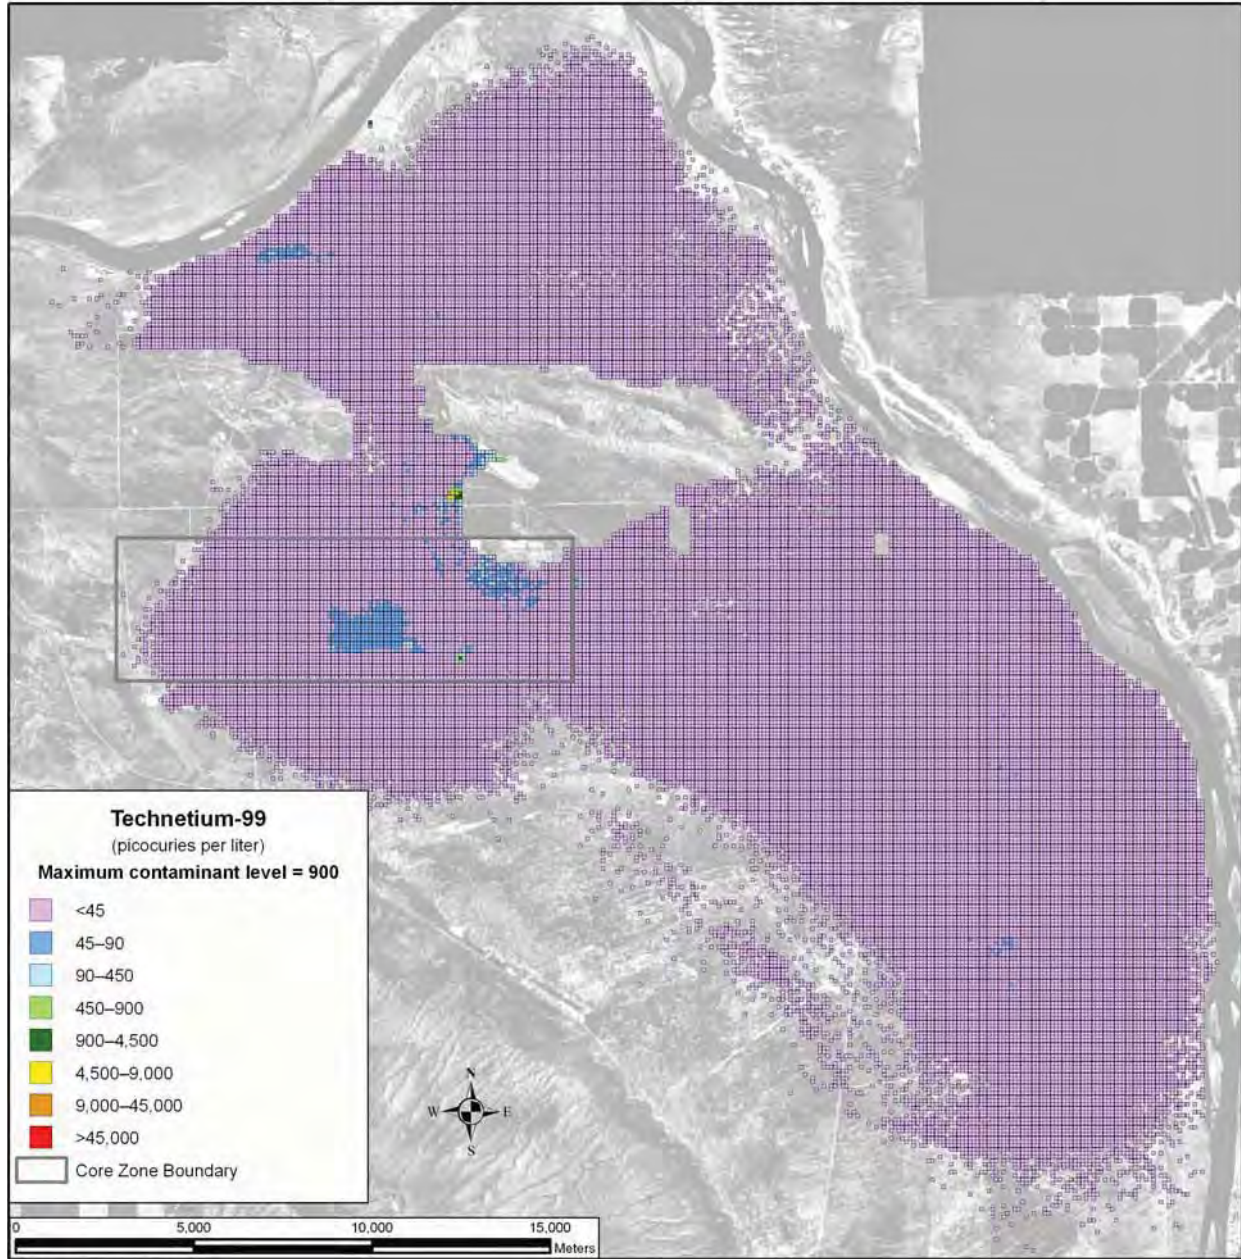 Technetium-99
(picocuries per liter)
Maximum contaminant level = 900
<45
45–90
90–450
450–900
900–4,500
4,500–9,000
9,000–45,000
>45,000
Core Zone Boundary
N
W E
S
0 5,000 10,000 15,000
Meters